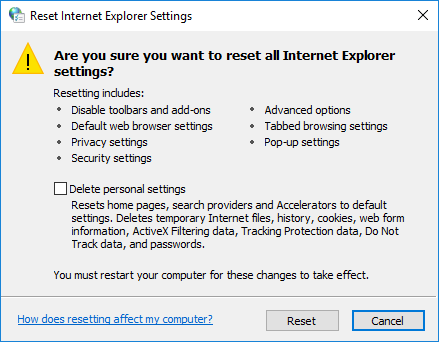 Reset Internet Explorer Settings
Are you sure you want to reset all Internet Explorer
settings?
Resetting includes:
• Disable toolbars and add-ons
• Default web browser settings
• Privacy settings
• Security settings
• Advanced options
• Tabbed browsing settings
• Pop-up settings
Delete personal settings
Resets home pages, search providers and Accelerators to default
settings. Deletes temporary Internet files, history, cookies, web form
information, ActiveX Filtering data, Tracking Protection data, Do Not
Track data, and passwords.
You must restart your computer for these changes to take effect.
How does resetting affect my computer?
Reset
Cancel